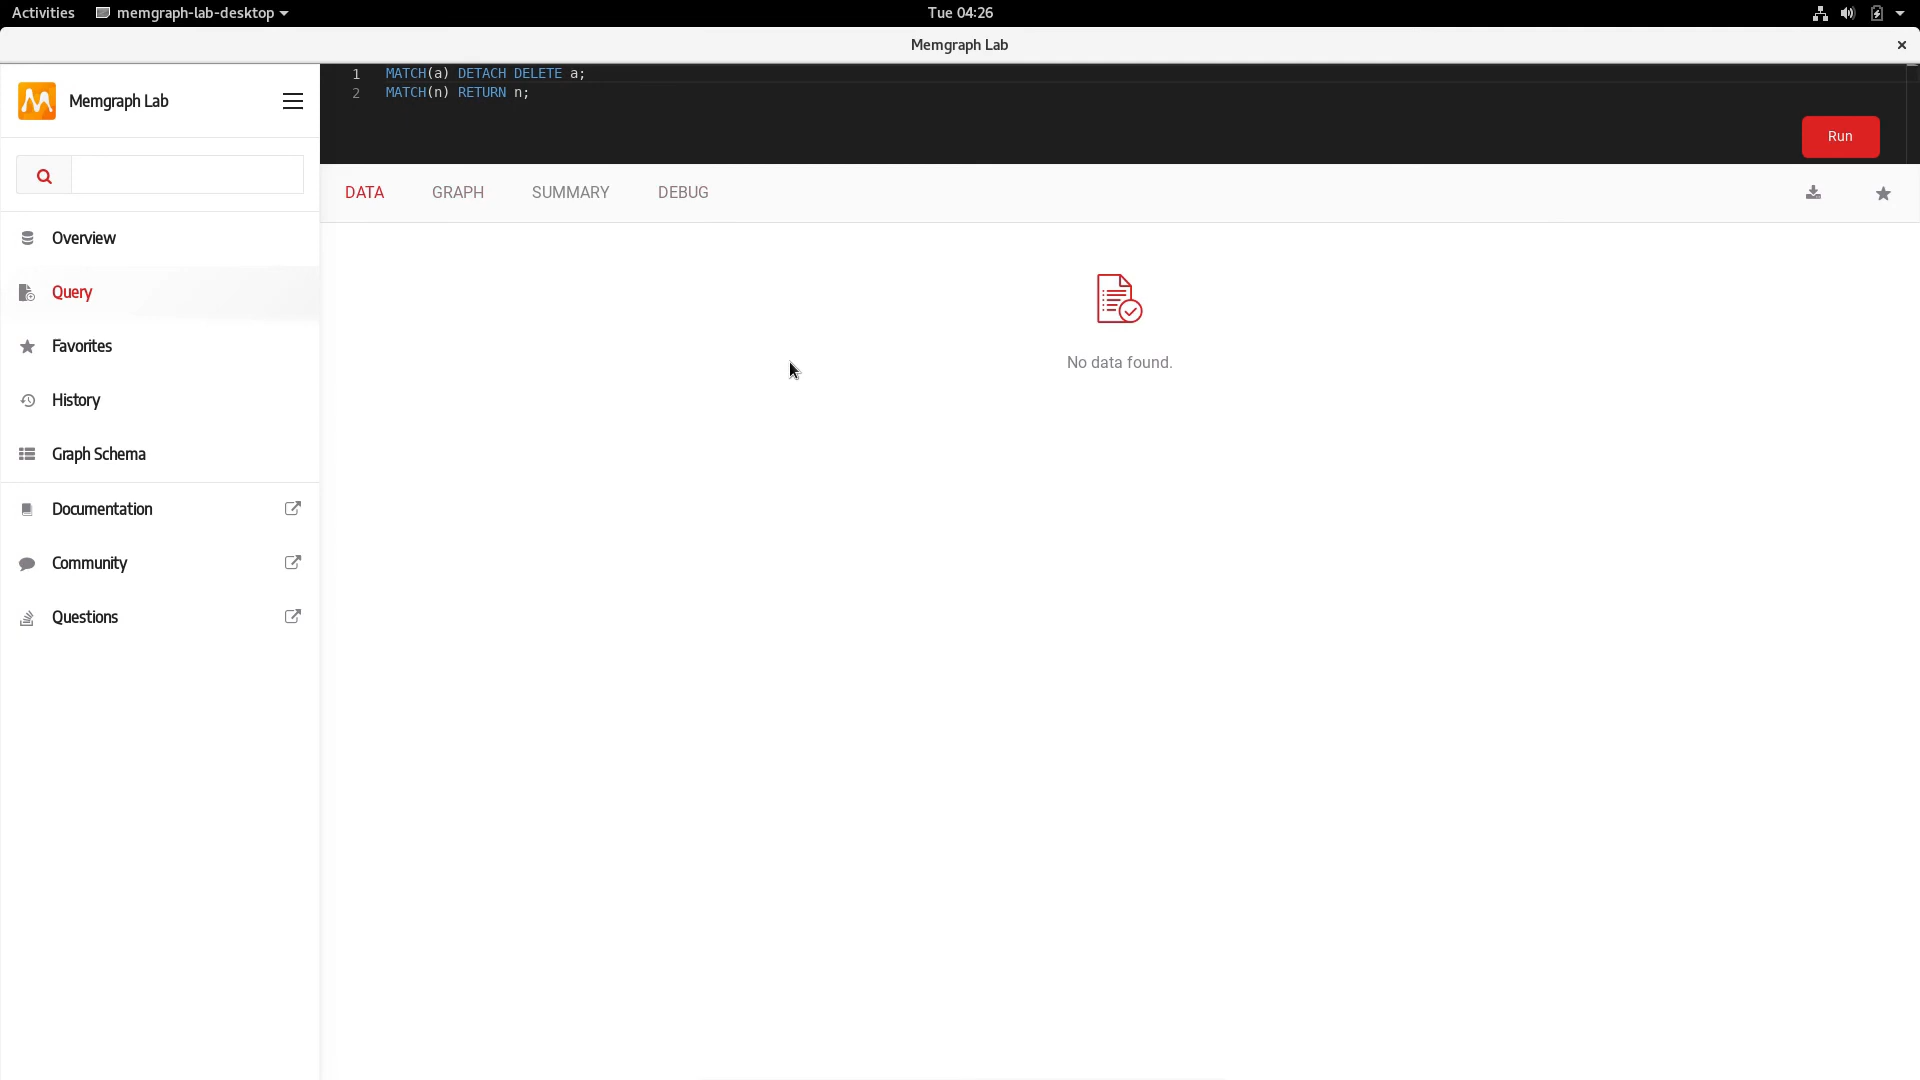 Activities memgraph-lab-desktop Tue 04:26
Memgraph Lab
Memgraph Lab
1 MATCH(a) DETACH DELETE a;
2 MATCH(n) RETURN n;
Run
DATA GRAPH SUMMARY DEBUG
Overview
Query
Favorites
History
Graph Schema
Documentation
Community
Questions
No data found.